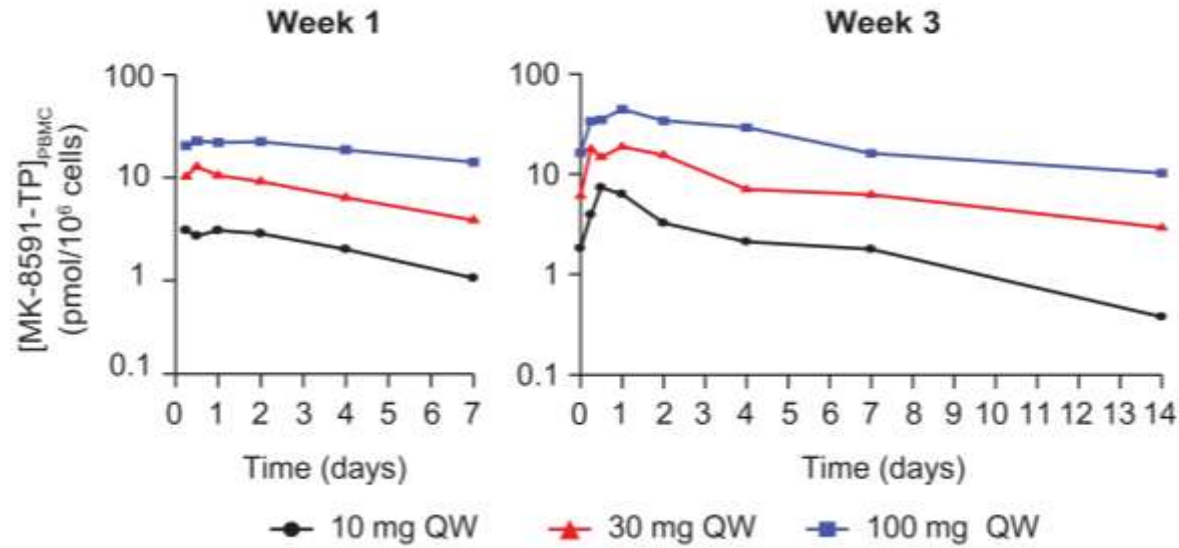 Week 1
Week 3
[MK-8591-TP]PBMC
(pmol/10⁶ cells)
100
10
1
0.1
0 1 2 3 4 5 6 7
Time (days)
100
10
1
0.1
0 1 2 3 4 5 6 7 8 9 10 11 12 13 14
Time (days)
10 mg QW 30 mg QW 100 mg QW